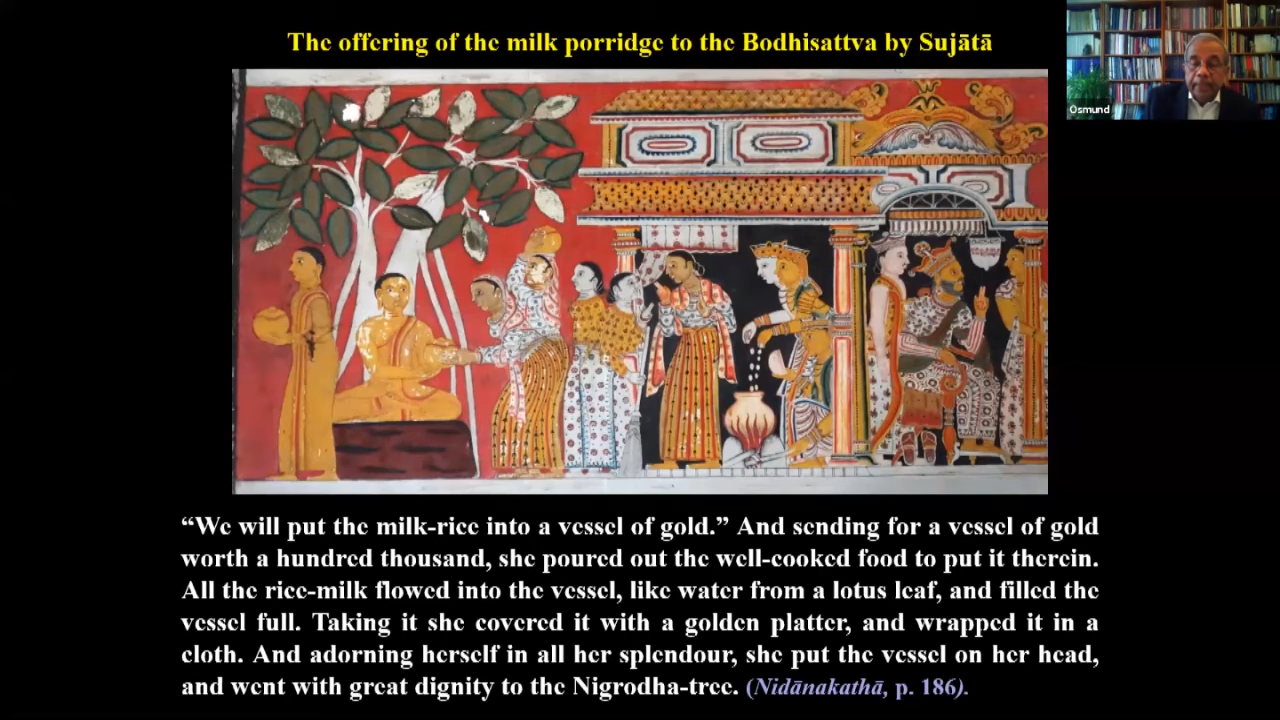 The offering of the milk porridge to the Bodhisattva by Sujātā
Osmund
“We will put the milk-rice into a vessel of gold.” And sending for a vessel of gold
worth a hundred thousand, she poured out the well-cooked food to put it therein.
All the rice-milk flowed into the vessel, like water from a lotus leaf, and filled the
vessel full. Taking it she covered it with a golden platter, and wrapped it in a
cloth. And adorning herself in all her splendour, she put the vessel on her head,
and went with great dignity to the Nigrodha-tree. (Nidānakathā, p. 186).